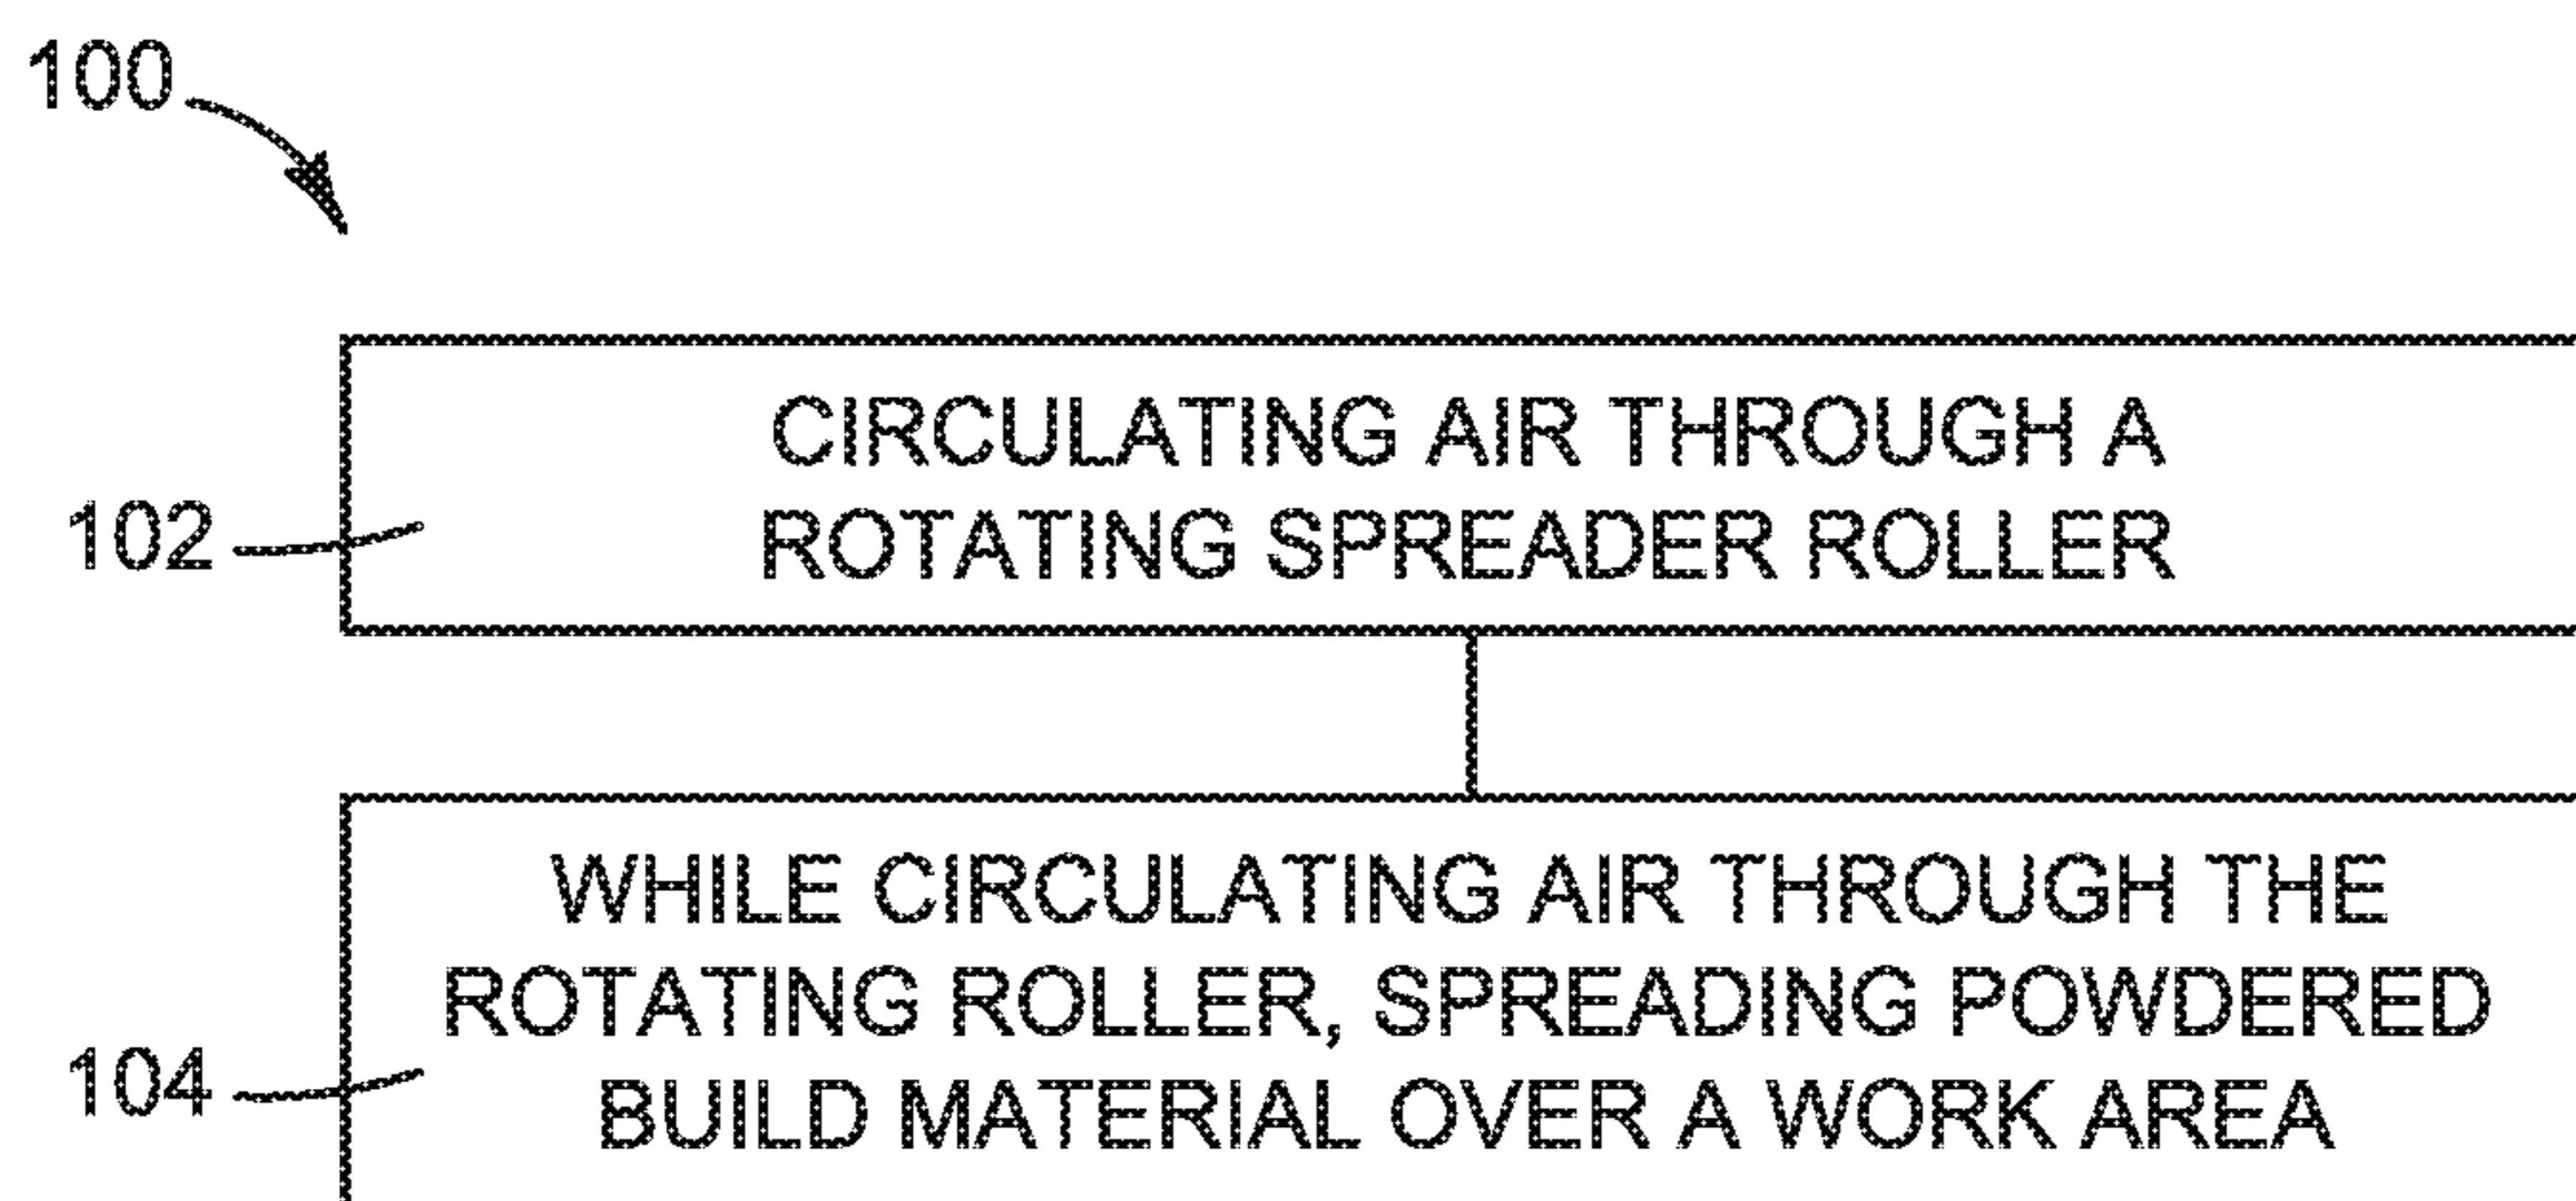 100
CIRCULATING AIR THROUGH A
102
ROTATING SPREADER ROLLER
WHILE CIRCULATING AIR THROUGH THE
ROTATING ROLLER, SPREADING POWDERED
104
BUILD MATERIAL OVER A WORK AREA